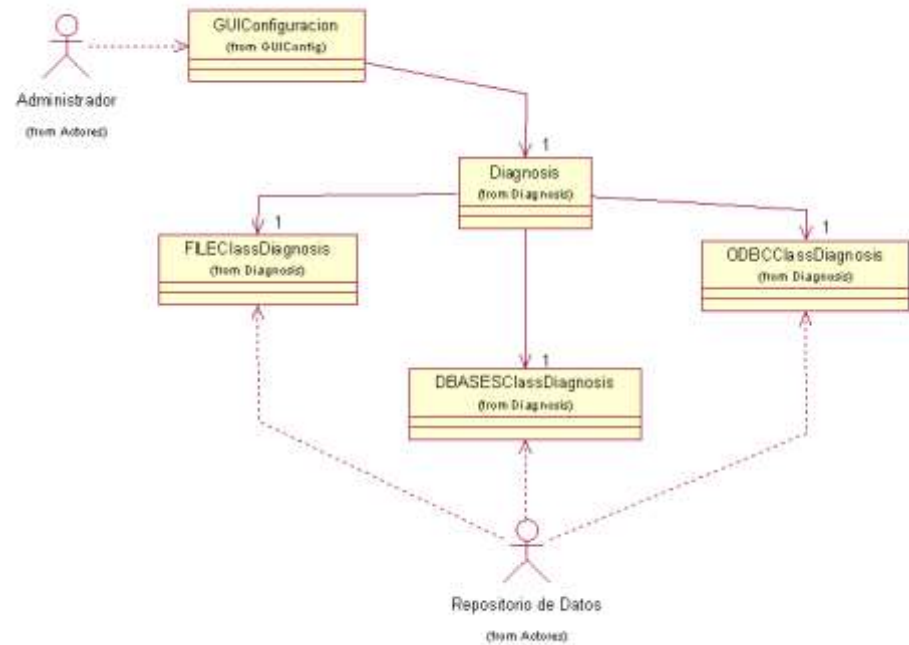 GUIConfiguracion
(from GUIConfig)
Administrador
(from Actores)
1
Diagnosis
(from Diagnosis)
1
FILEClassDiagnosis
(from Diagnosis)
1
ODBCClassDiagnosis
(from Diagnosis)
1
DBASESClassDiagnosis
(from Diagnosis)
Repositorio de Datos
(from Actores)